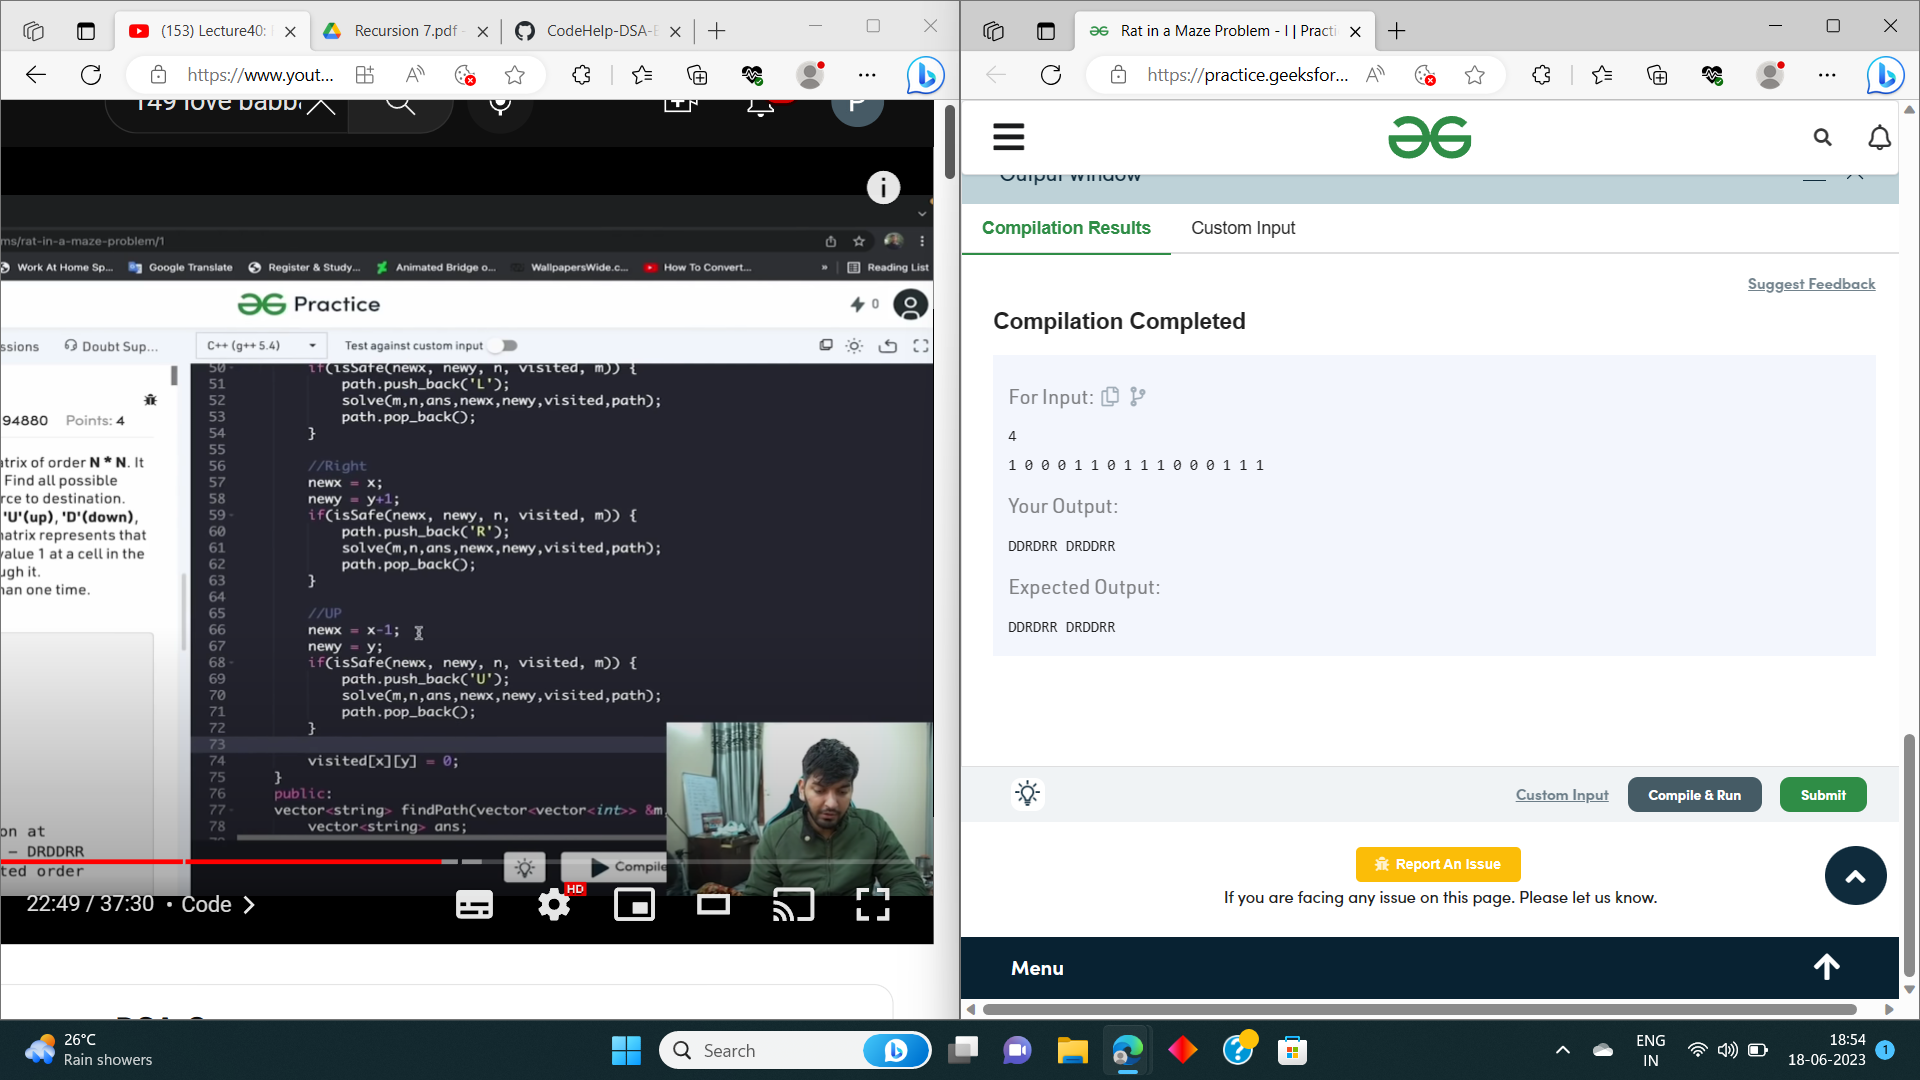 (153) Lecture40:
Recursion 7.pdf -
CodeHelp-DSA-B
https://www.yout...
149 love babba
P
ms/rat-in-a-maze-problem/1
Work At Home Sp...
Google Translate
Register & Study...
Animated Bridge o...
WallpapersWide.c...
How To Convert...
»
Reading List
Practice
0
ssions
Doubt Sup...
C++ (g++ 5.4)
Test against custom input
94880
Points: 4
atrix of order N * N. It
Find all possible
rce to destination.
'U'(up), 'D'(down),
natrix represents that
value 1 at a cell in the
ugh it.
han one time.
on at
– DRDDRR
ted order
50 if(isSafe(newx, newy, n, visited, m)) {
51 path.push_back('L');
52 solve(m,n,ans,newx,newy,visited,path);
53 path.pop_back();
54 }
55
56 //Right
57 newx = x;
58 newy = y+1;
59 if(isSafe(newx, newy, n, visited, m)) {
60 path.push_back('R');
61 solve(m,n,ans,newx,newy,visited,path);
62 path.pop_back();
63 }
64
65 //UP
66 newx = x-1;
67 newy = y;
68 if(isSafe(newx, newy, n, visited, m)) {
69 path.push_back('U');
70 solve(m,n,ans,newx,newy,visited,path);
71 path.pop_back();
72 }
73
74 visited[x][y] = 0;
75 }
76 public:
77 vector<string> findPath(vector<vector<int>> &m,
78 vector<string> ans;
Compile
22:49 / 37:30 • Code
HD
Rat in a Maze Problem - I | Practi
https://practice.geeksfor...
Output Window
Compilation Results
Custom Input
Suggest Feedback
Compilation Completed
For Input:
4
1 0 0 0 1 1 0 1 1 1 0 0 0 1 1 1
Your Output:
DDRDRR DRDDRR
Expected Output:
DDRDRR DRDDRR
Custom Input
Compile & Run
Submit
Report An Issue
If you are facing any issue on this page. Please let us know.
Menu
26°C
Rain showers
Search
ENG
IN
18:54
18-06-2023
1